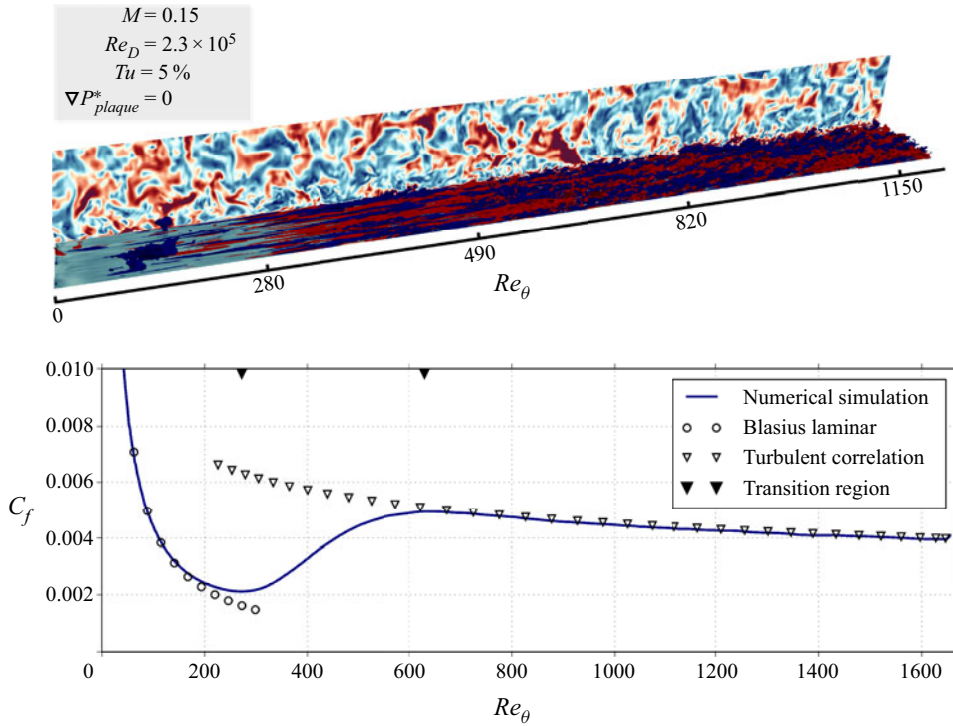 M = 0.15
Re_D = 2.3 × 10^5
Tu = 5 %
∇P*_plaque = 0
0
280
490
820
1150
Re_θ
0.010
0.008
0.006
0.004
0.002
C_f
Numerical simulation
Blasius laminar
Turbulent correlation
Transition region
0 200 400 600 800 1000 1200 1400 1600
Re_θ